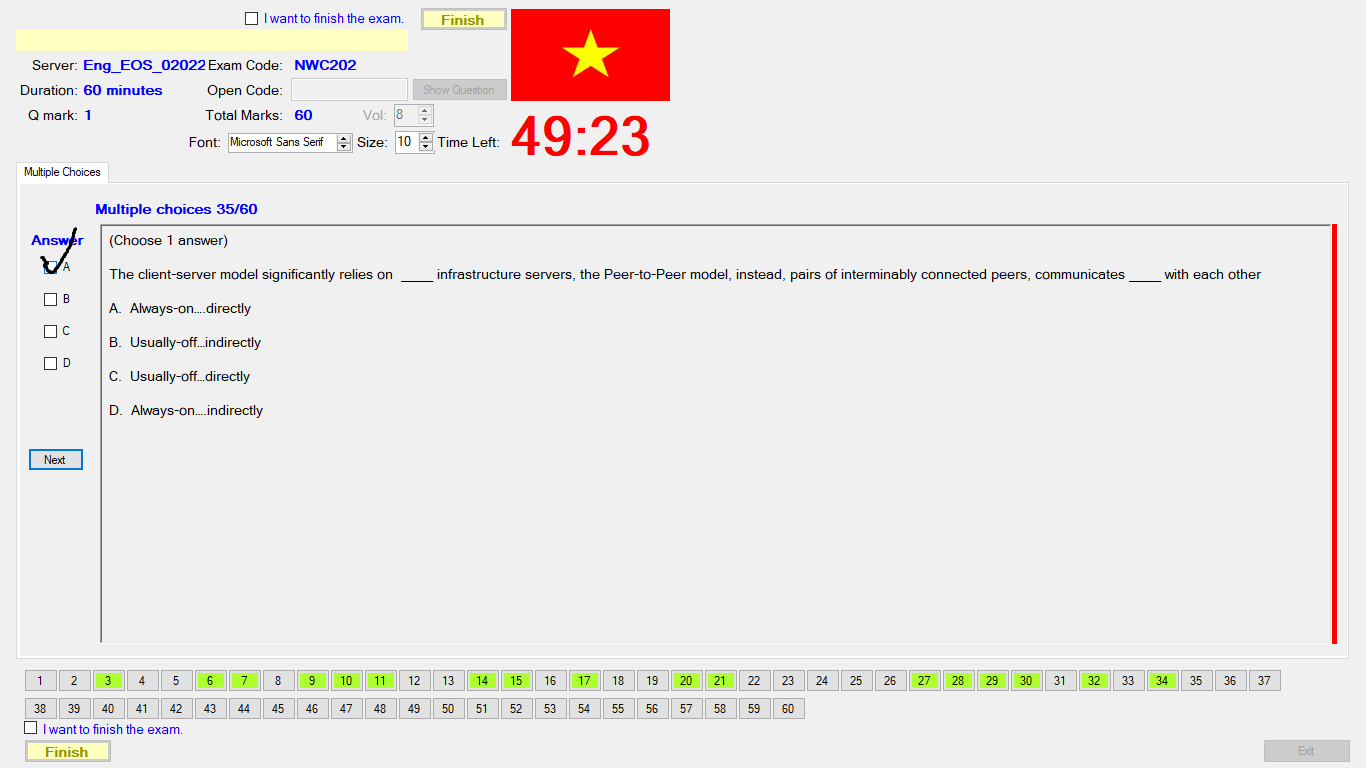 I want to finish the exam. Finish
Server: Eng_EOS_02022 Exam Code: NWC202
Duration: 60 minutes Open Code: Show Question
Q mark: 1 Total Marks: 60 Vol: 8
Font: Microsoft Sans Serif Size: 10 Time Left: 49:23
Multiple Choices
Multiple choices 35/60
Answer
A
B
C
D
Next
(Choose 1 answer)
The client-server model significantly relies on ____ infrastructure servers, the Peer-to-Peer model, instead, pairs of interminably connected peers, communicates ____ with each other
A. Always-on....directly
B. Usually-off...indirectly
C. Usually-off...directly
D. Always-on....indirectly
1 2 3 4 5 6 7 8 9 10 11 12 13 14 15 16 17 18 19 20 21 22 23 24 25 26 27 28 29 30 31 32 33 34 35 36 37
38 39 40 41 42 43 44 45 46 47 48 49 50 51 52 53 54 55 56 57 58 59 60
I want to finish the exam.
Finish Exit